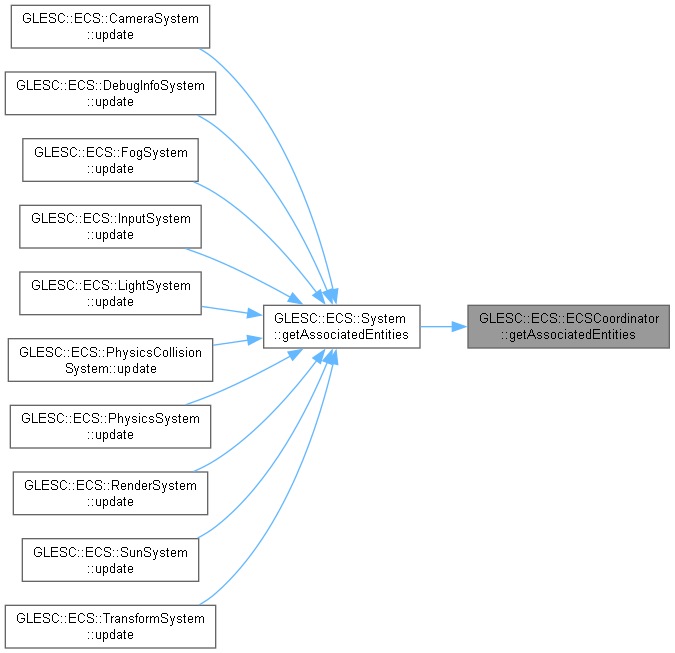 GLESC::ECS::CameraSystem
::update
GLESC::ECS::DebugInfoSystem
::update
GLESC::ECS::FogSystem
::update
GLESC::ECS::InputSystem
::update
GLESC::ECS::LightSystem
::update
GLESC::ECS::PhysicsCollision
System::update
GLESC::ECS::PhysicsSystem
::update
GLESC::ECS::RenderSystem
::update
GLESC::ECS::SunSystem
::update
GLESC::ECS::TransformSystem
::update
GLESC::ECS::System
::getAssociatedEntities
GLESC::ECS::ECSCoordinator
::getAssociatedEntities